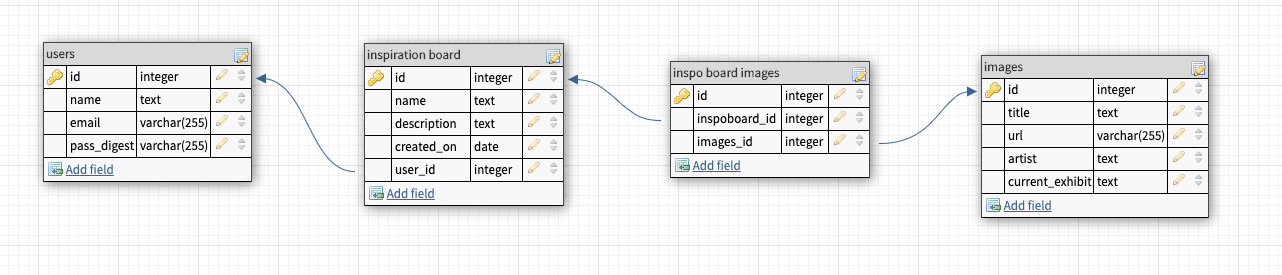 users
id integer
name text
email varchar(255)
pass_digest varchar(255)
Add field
inspiration board
id integer
name text
description text
created_on date
user_id integer
Add field
inspo board images
id integer
inspoboard_id integer
images_id integer
Add field
images
id integer
title text
url varchar(255)
artist text
current_exhibit text
Add field